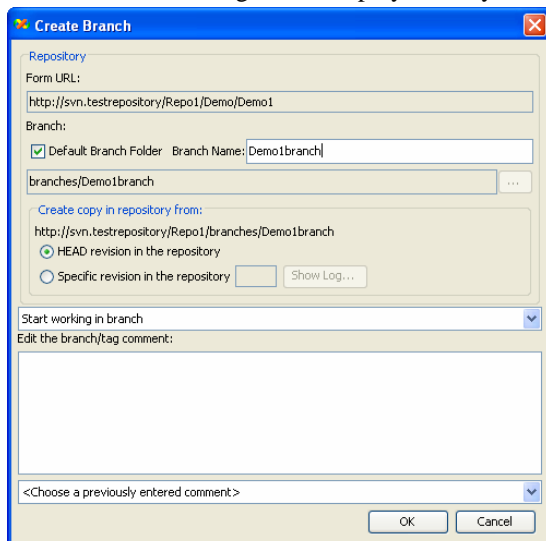 Create Branch
Repository
Form URL:
http://svn.testrepository/Repo1/Demo/Demo1
Branch:
Default Branch Folder Branch Name: Demo1branch
branches/Demo1branch ...
Create copy in repository from:
http://svn.testrepository/Repo1/branches/Demo1branch
HEAD revision in the repository
Specific revision in the repository Show Log...
Start working in branch
Edit the branch/tag comment:
<Choose a previously entered comment>
OK Cancel